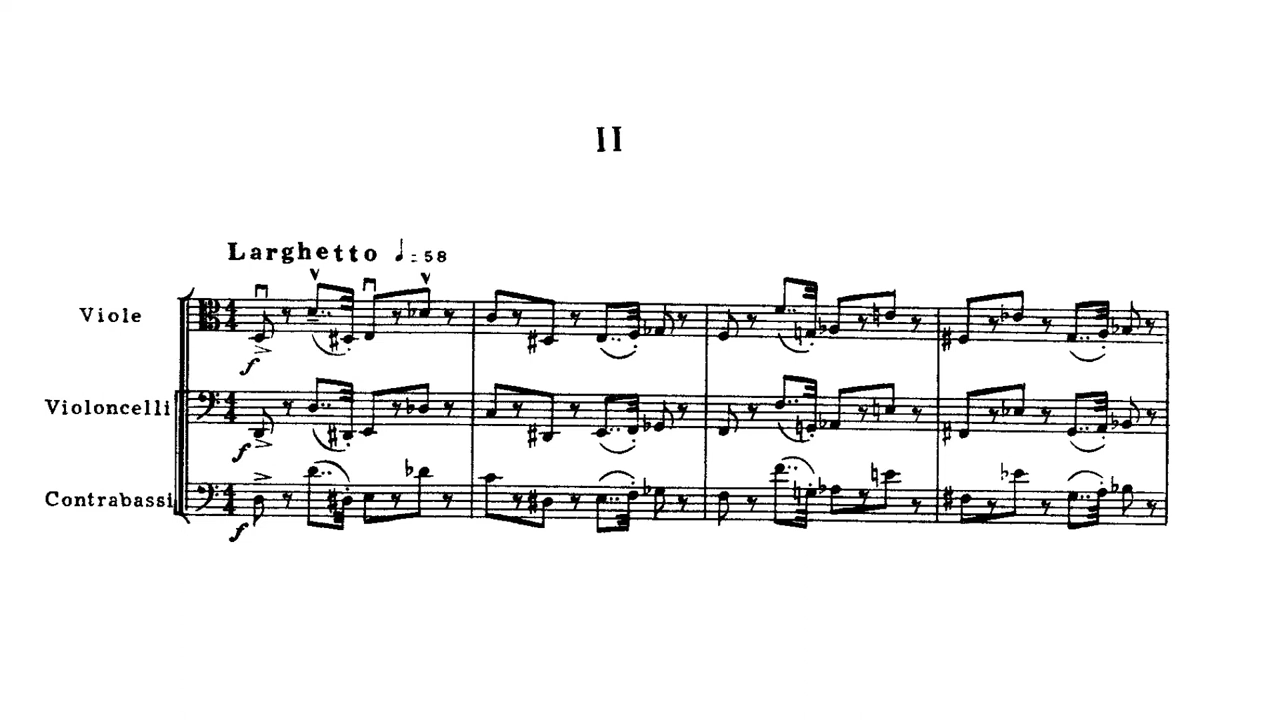 II
Larghetto ♩=58
Viole
f
Violoncelli
f
Contrabassi
f